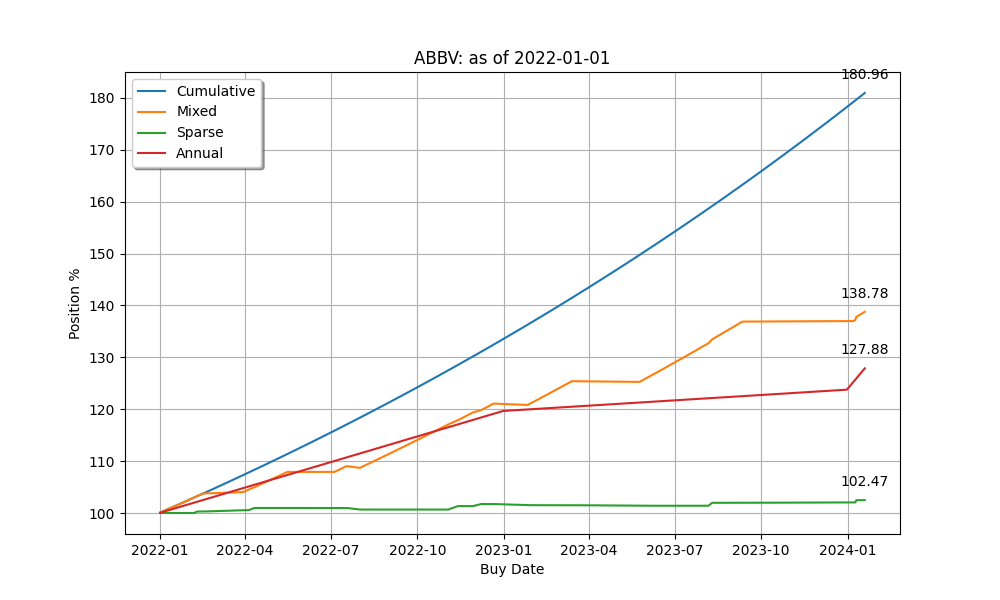 ABBV: as of 2022-01-01
180.96
Cumulative
Mixed
Sparse
Annual
138.78
127.88
102.47
180
170
160
150
140
130
120
110
100
Position %
2022-01 2022-04 2022-07 2022-10 2023-01 2023-04 2023-07 2023-10 2024-01
Buy Date